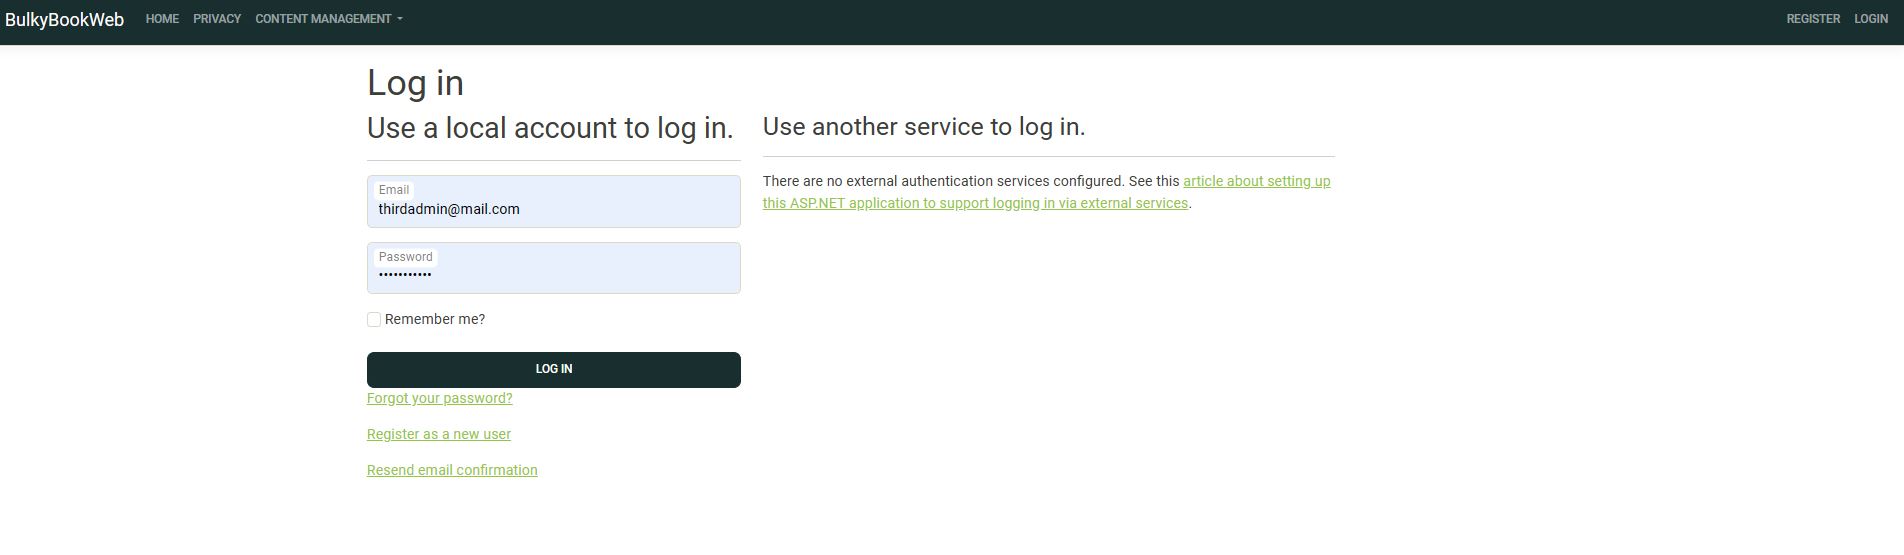 BulkyBookWeb HOME PRIVACY CONTENT MANAGEMENT REGISTER LOGIN
Log in
Use a local account to log in.
Email
thirdadmin@mail.com
Password
•••••••••••
Remember me?
LOG IN
Forgot your password?
Register as a new user
Resend email confirmation
Use another service to log in.
There are no external authentication services configured. See this article about setting up
this ASP.NET application to support logging in via external services.